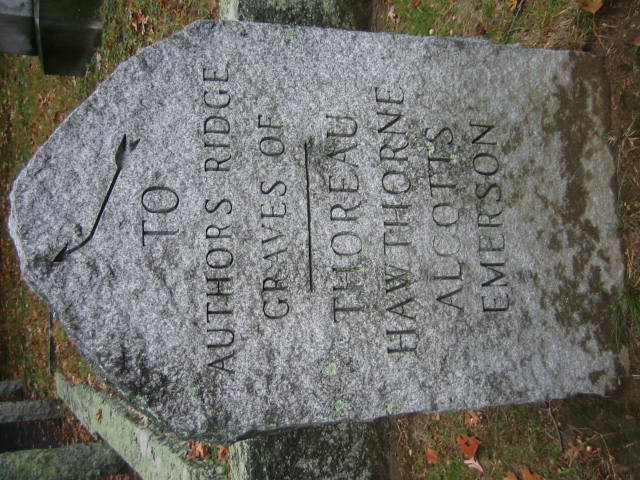 TO
AUTHORS RIDGE
GRAVES OF
THOREAU
HAWTHORNE
ALCOTTS
EMERSON